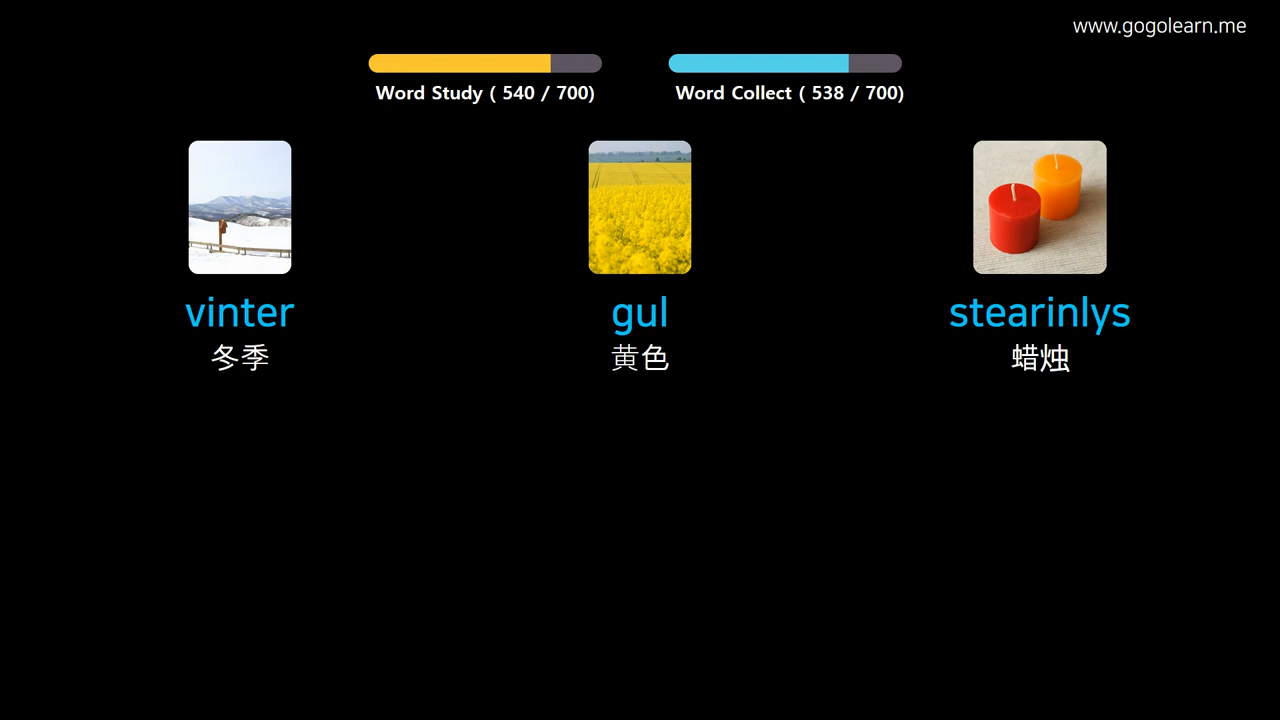 www.gogolearn.me
Word Study ( 540 / 700)
Word Collect ( 538 / 700)
vinter
冬季
gul
黄色
stearinlys
蜡烛